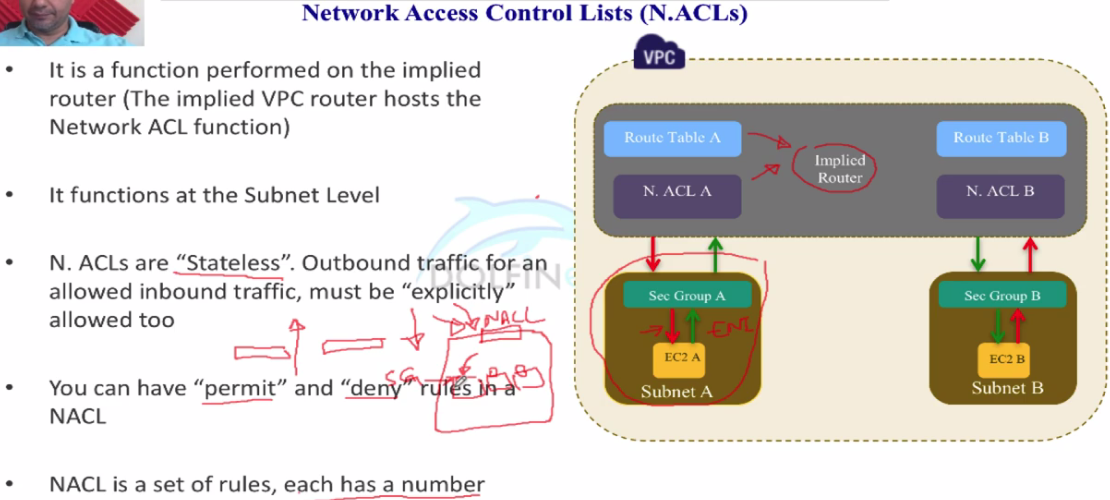 Network Access Control Lists (N.ACLs)
• It is a function performed on the implied
router (The implied VPC router hosts the
Network ACL function)
• It functions at the Subnet Level
• N. ACLs are “Stateless”. Outbound traffic for an
allowed inbound traffic, must be “explicitly”
allowed too
• You can have “permit” and “deny” rules in a
NACL
• NACL is a set of rules, each has a number
DOLFIN
NACL
SG
VPC
Route Table A
Implied
Router
Route Table B
N. ACL A
N. ACL B
Sec Group A
ENI
EC2 A
Subnet A
Sec Group B
EC2 B
Subnet B